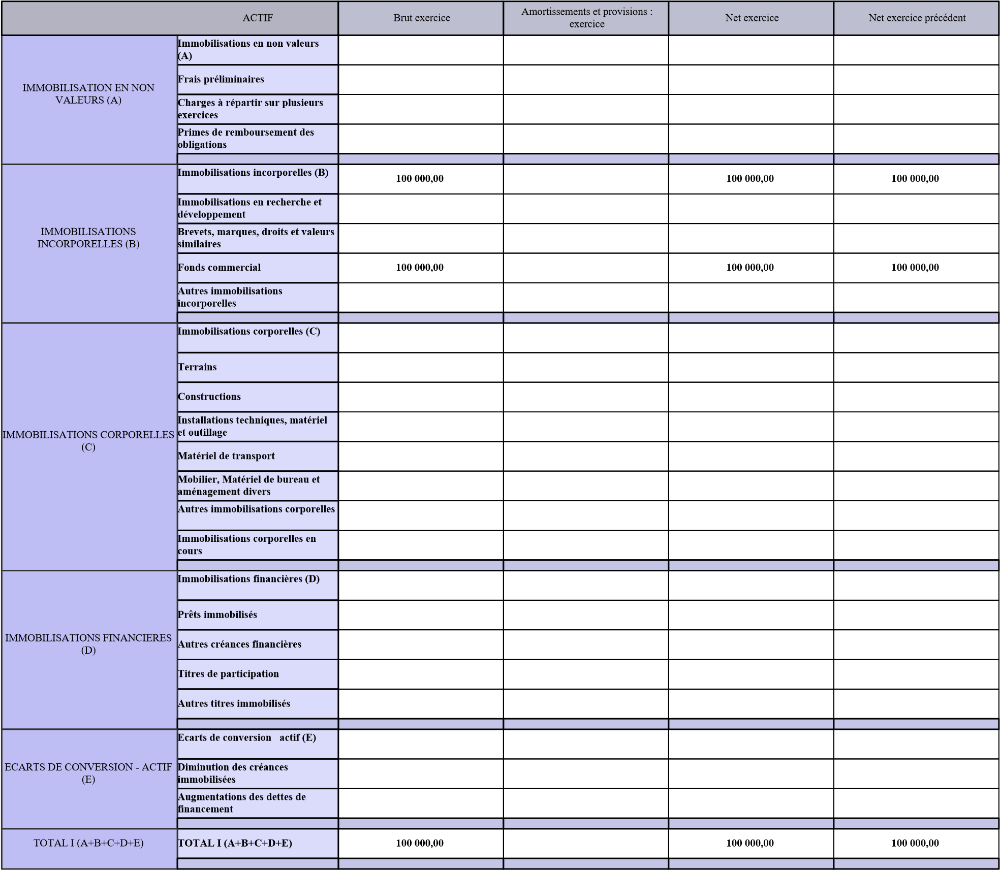 ACTIF
Brut exercice
Amortissements et provisions :
exercice
Net exercice
Net exercice précédent
IMMOBILISATION EN NON
VALEURS (A)
Immobilisations en non valeurs
(A)
Frais préliminaires
Charges à répartir sur plusieurs
exercices
Primes de remboursement des
obligations
IMMOBILISATIONS
INCORPORELLES (B)
Immobilisations incorporelles (B)
100 000,00
100 000,00
100 000,00
Immobilisations en recherche et
développement
Brevets, marques, droits et valeurs
similaires
Fonds commercial
100 000,00
100 000,00
100 000,00
Autres immobilisations
incorporelles
IMMOBILISATIONS CORPORELLES
(C)
Immobilisations corporelles (C)
Terrains
Constructions
Installations techniques, matériel
et outillage
Matériel de transport
Mobilier, Matériel de bureau et
aménagement divers
Autres immobilisations corporelles
Immobilisations corporelles en
cours
IMMOBILISATIONS FINANCIERES
(D)
Immobilisations financières (D)
Prêts immobilisés
Autres créances financières
Titres de participation
Autres titres immobilisés
ECARTS DE CONVERSION - ACTIF
(E)
Ecarts de conversion   actif (E)
Diminution des créances
immobilisées
Augmentations des dettes de
financement
TOTAL I (A+B+C+D+E)
TOTAL I (A+B+C+D+E)
100 000,00
100 000,00
100 000,00